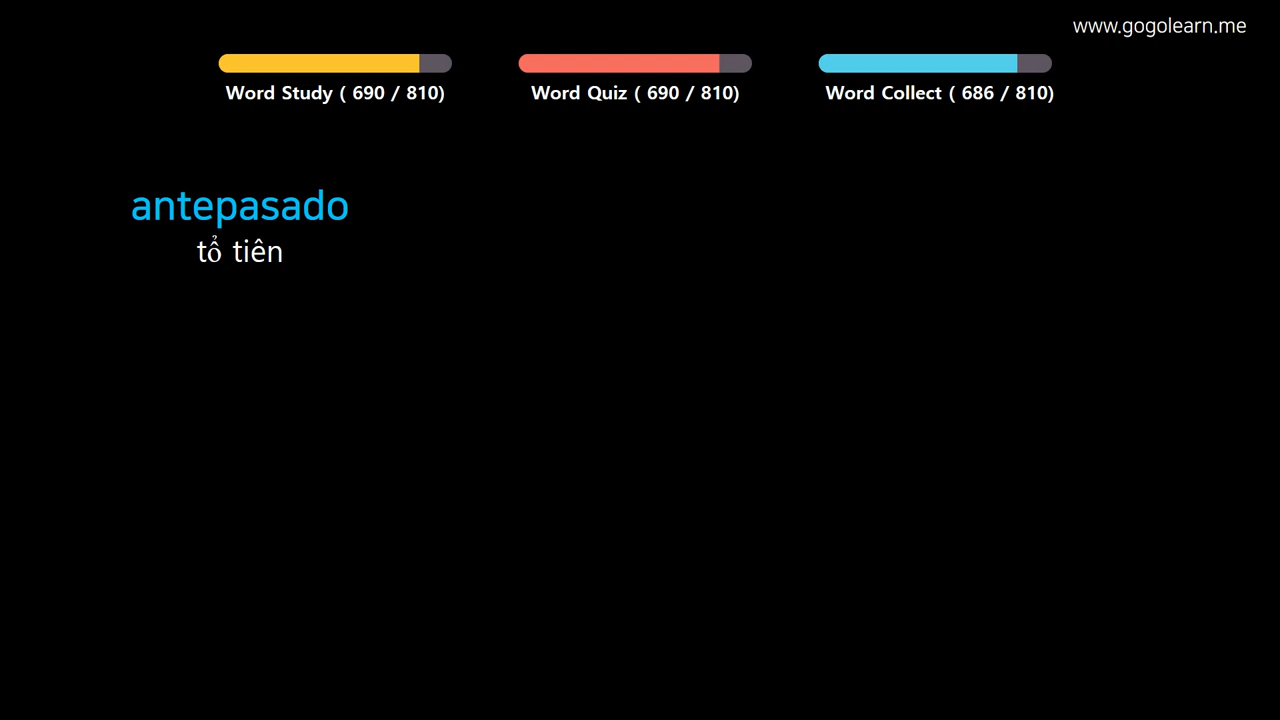 www.gogolearn.me
Word Study ( 690 / 810)
Word Quiz ( 690 / 810)
Word Collect ( 686 / 810)
antepasado
tổ tiên